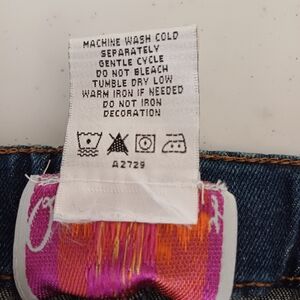 MACHINE WASH COLD
SEPARATELY
GENTLE CYCLE
DO NOT BLEACH
TUMBLE DRY LOW
WARM IRON IF NEEDED
DO NOT IRON
DECORATION
A2729